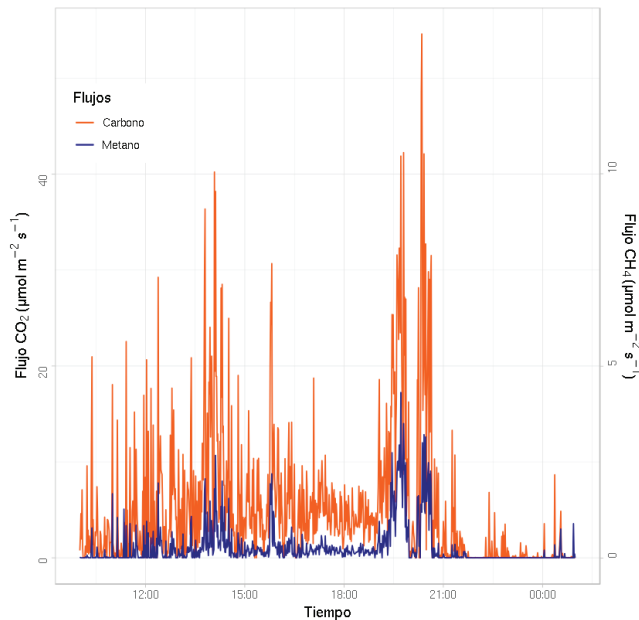 Flujos
Carbono
Metano
Flujo CO₂ (µmol m⁻² s⁻¹)
0
20
40
Flujo CH₄ (µmol m⁻² s⁻¹)
0
5
10
12:00 15:00 18:00 21:00 00:00
Tiempo